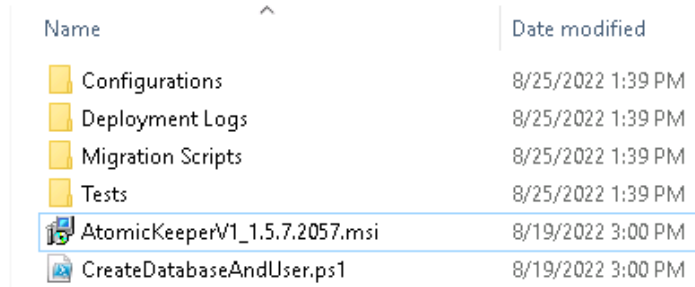 Name Date modified
Configurations 8/25/2022 1:39 PM
Deployment Logs 8/25/2022 1:39 PM
Migration Scripts 8/25/2022 1:39 PM
Tests 8/25/2022 1:39 PM
AtomicKeeperV1_1.5.7.2057.msi 8/19/2022 3:00 PM
CreateDatabaseAndUser.ps1 8/19/2022 3:00 PM